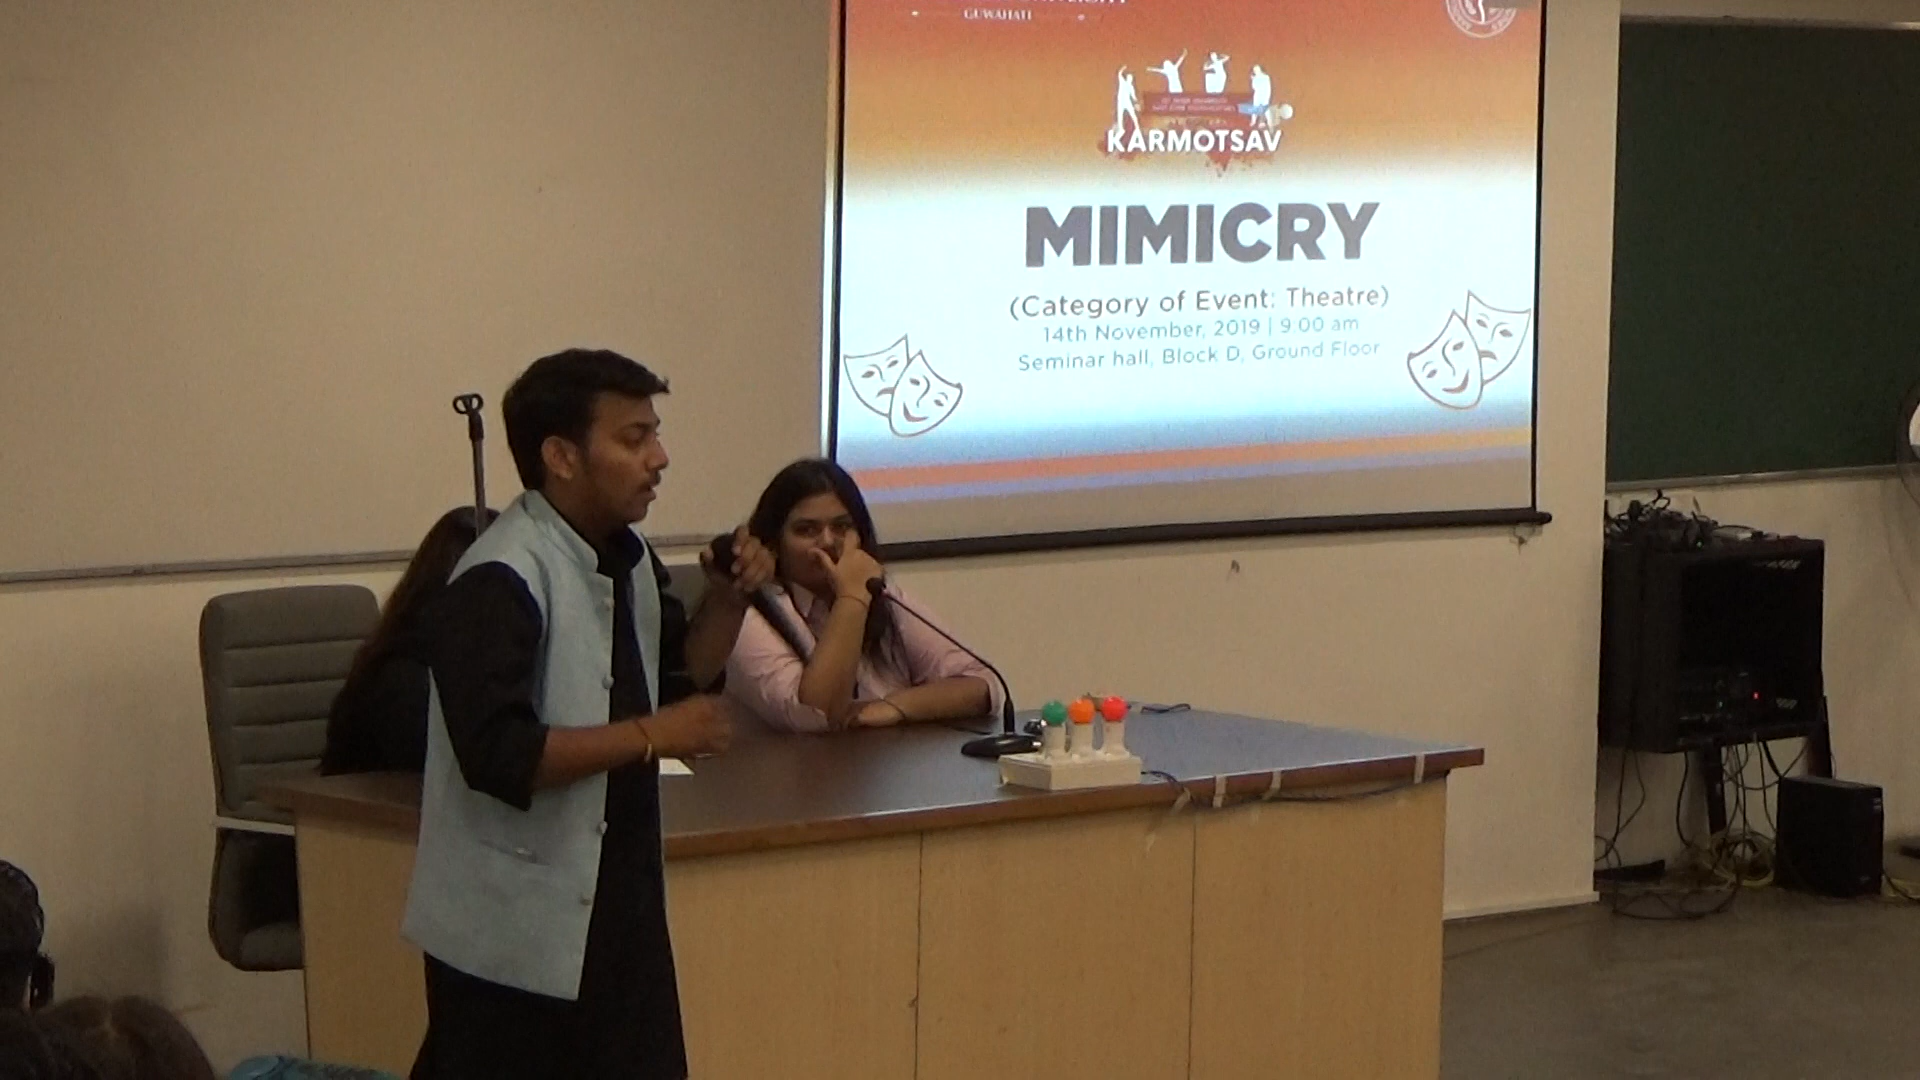 GUWAHATI
KARMOTSAV
MIMICRY
(Category of Event: Theatre)
14th November, 2019 | 9:00 am
Seminar hall, Block D, Ground Floor